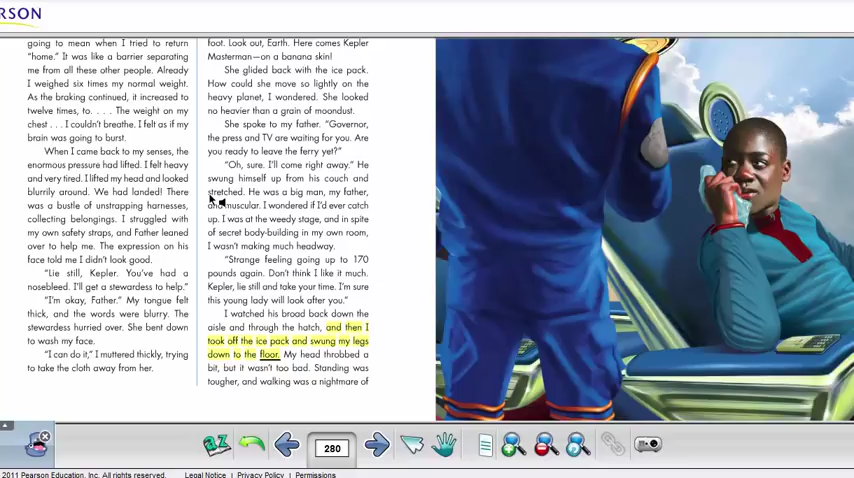 RSON
going to mean when I tried to return
"home." It was like a barrier separating
me from all these other people. Already
I weighed six times my normal weight.
As the braking continued, it increased to
twelve times, to. . . . The weight on my
chest . . . I couldn't breathe. I felt as if my
brain was going to burst.
When I came back to my senses, the
enormous pressure had lifted. I felt heavy
and very tired. I lifted my head and looked
blurrily around. We had landed! There
was a bustle of unstrapping harnesses,
collecting belongings. I struggled with
my own safety straps, and Father leaned
over to help me. The expression on his
face told me I didn't look good.
"Lie still, Kepler. You've had a
nosebleed. I'll get a stewardess to help."
"I'm okay, Father." My tongue felt
thick, and the words were blurry. The
stewardess hurried over. She bent down
to wash my face.
"I can do it," I muttered thickly, trying
to take the cloth away from her.
foot. Look out, Earth. Here comes Kepler
Masterman—on a banana skin!
She glided back with the ice pack.
How could she move so lightly on the
heavy planet, I wondered. She looked
no heavier than a grain of moondust.
She spoke to my father. "Governor,
the press and TV are waiting for you. Are
you ready to leave the ferry yet?"
"Oh, sure. I'll come right away." He
swung himself up from his couch and
stretched. He was a big man, my father,
and muscular. I wondered if I'd ever catch
up. I was at the weedy stage, and in spite
of secret body-building in my own room,
I wasn't making much headway.
"Strange feeling going up to 170
pounds again. Don't think I like it much.
Kepler, lie still and take your time. I'm sure
this young lady will look after you."
I watched his broad back down the
aisle and through the hatch, and then I
took off the ice pack and swung my legs
down to the floor. My head throbbed a
bit, but it wasn't too bad. Standing was
tougher, and walking was a nightmare of
az
280
2011 Pearson Education, Inc. All rights reserved. Legal Notice | Privacy Policy | Permissions